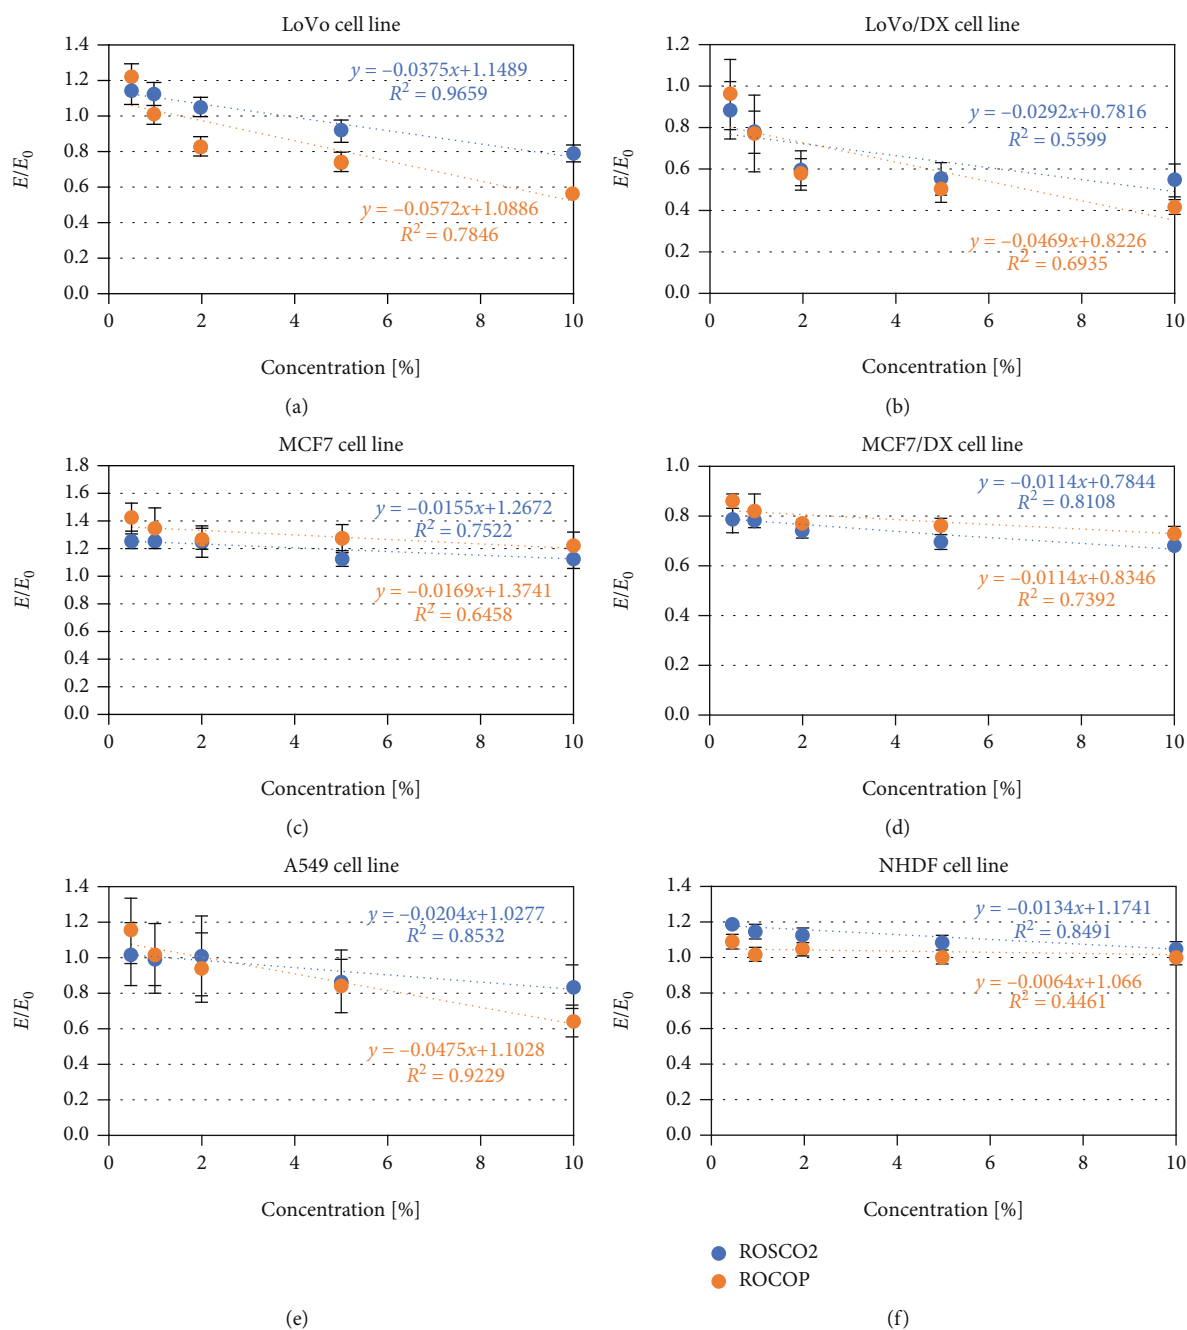 LoVo cell line
1.4
1.2
1.0
0.8
0.6
0.4
0.2
0.0
E/E0
y = –0.0375x+1.1489
R2 = 0.9659
y = –0.0572x+1.0886
R2 = 0.7846
0 2 4 6 8 10
Concentration [%]
(a)
LoVo/DX cell line
1.2
1.0
0.8
0.6
0.4
0.2
0.0
E/E0
y = –0.0292x+0.7816
R2 = 0.5599
y = –0.0469x+0.8226
R2 = 0.6935
0 2 4 6 8 10
Concentration [%]
(b)
MCF7 cell line
1.8
1.6
1.4
1.2
1.0
1.2
0.8
0.6
0.4
0.2
0.0
E/E0
y = –0.0155x+1.2672
R2 = 0.7522
y = –0.0169x+1.3741
R2 = 0.6458
0 2 4 6 8 10
Concentration [%]
(c)
MCF7/DX cell line
1.0
0.8
0.6
0.4
0.2
0.0
E/E0
y = –0.0114x+0.7844
R2 = 0.8108
y = –0.0114x+0.8346
R2 = 0.7392
0 2 4 6 8 10
Concentration [%]
(d)
A549 cell line
1.4
1.2
1.0
0.8
0.6
0.4
0.2
0.0
E/E0
y = –0.0204x+1.0277
R2 = 0.8532
y = –0.0475x+1.1028
R2 = 0.9229
0 2 4 6 8 10
Concentration [%]
(e)
NHDF cell line
1.4
1.2
1.0
0.8
0.6
0.4
0.2
0.0
E/E0
y = –0.0134x+1.1741
R2 = 0.8491
y = –0.0064x+1.066
R2 = 0.4461
0 2 4 6 8 10
Concentration [%]
ROSCO2
ROCOP
(f)